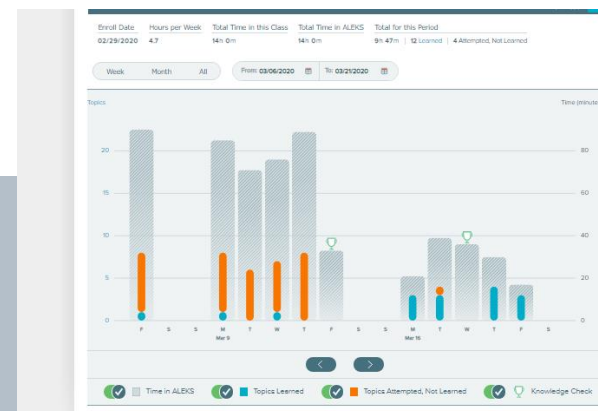 Enroll Date Hours per Week Total Time in this Class Total Time in ALEKS Total for this Period
02/29/2020 4.7 14h 0m 14h 0m 9h 47m | 12 Learned | 4 Attempted, Not Learned
Week Month All From: 03/06/2020 To: 03/21/2020
Topics Time (minute
20 80
15 60
10 40
5 20
0 0
F S S M T W T F S S M T W T F S
Mar 9 Mar 16
Time in ALEKS Topics Learned Topics Attempted, Not Learned Knowledge Check